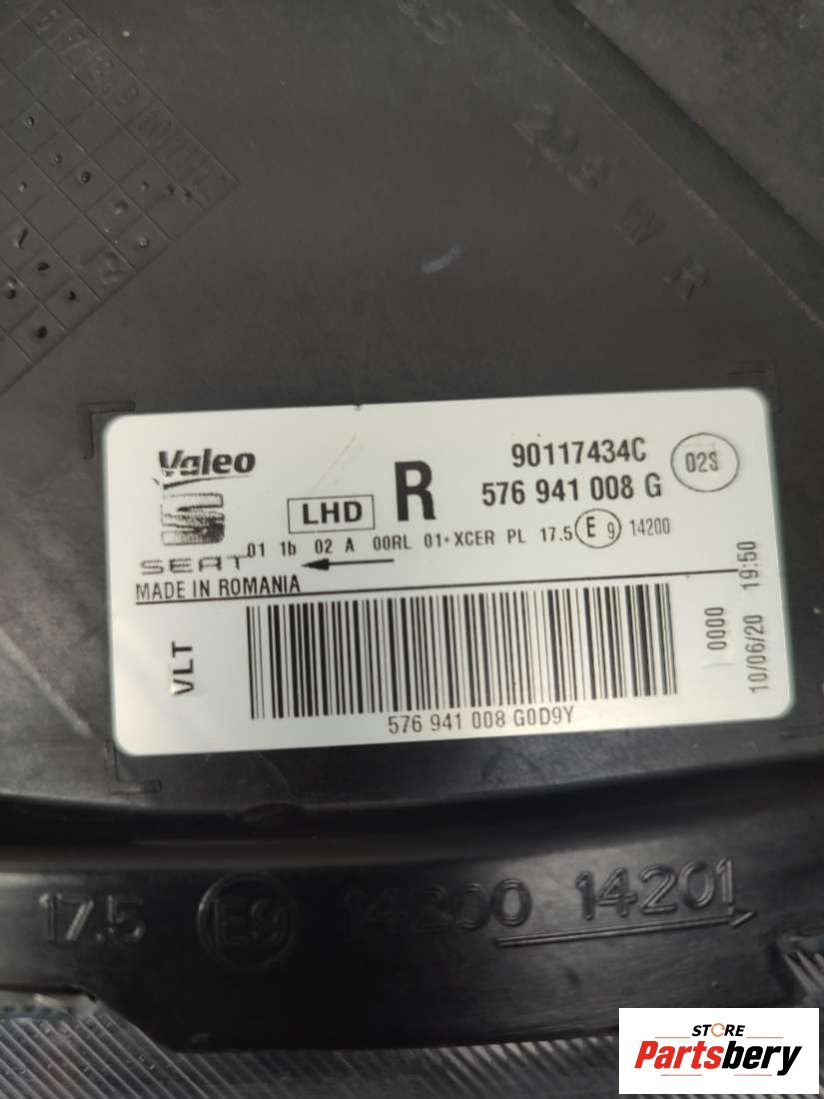 22.5 W R
Valeo
SEAT
LHD
R
90117434C
576 941 008 G
02S
01 1b 02 A 00RL 01+XCER PL 17.5 E 9 14200
MADE IN ROMANIA
VLT
576 941 008 G0D9Y
0000
10/06/20 19:50
17.5 E9 14200 14201
STORE
Partsbery